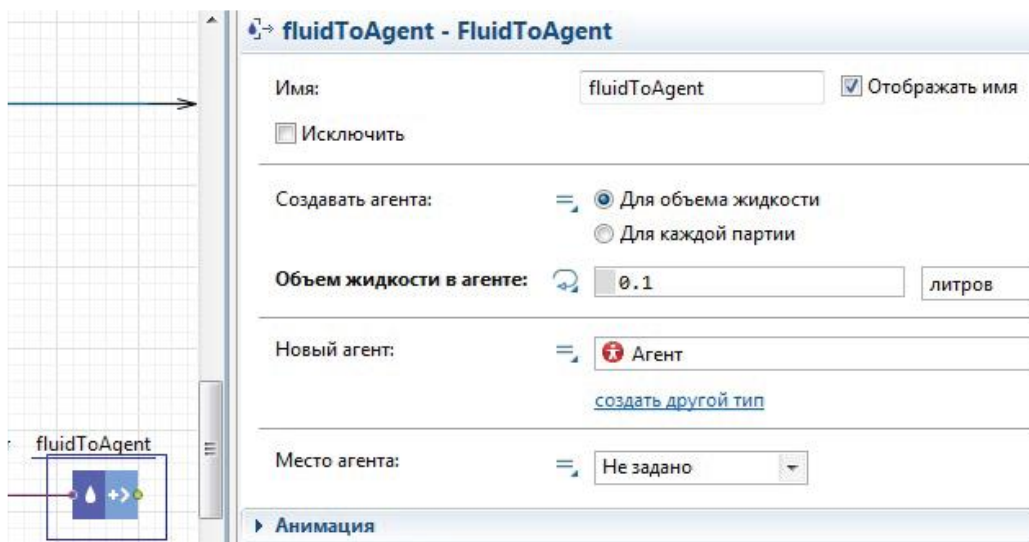 fluidToAgent - FluidToAgent
Имя: fluidToAgent Отображать имя
Исключить
Создавать агента: Для объема жидкости
Для каждой партии
Объем жидкости в агенте: 0.1 литров
Новый агент: Агент
создать другой тип
fluidToAgent
Место агента: Не задано
Анимация